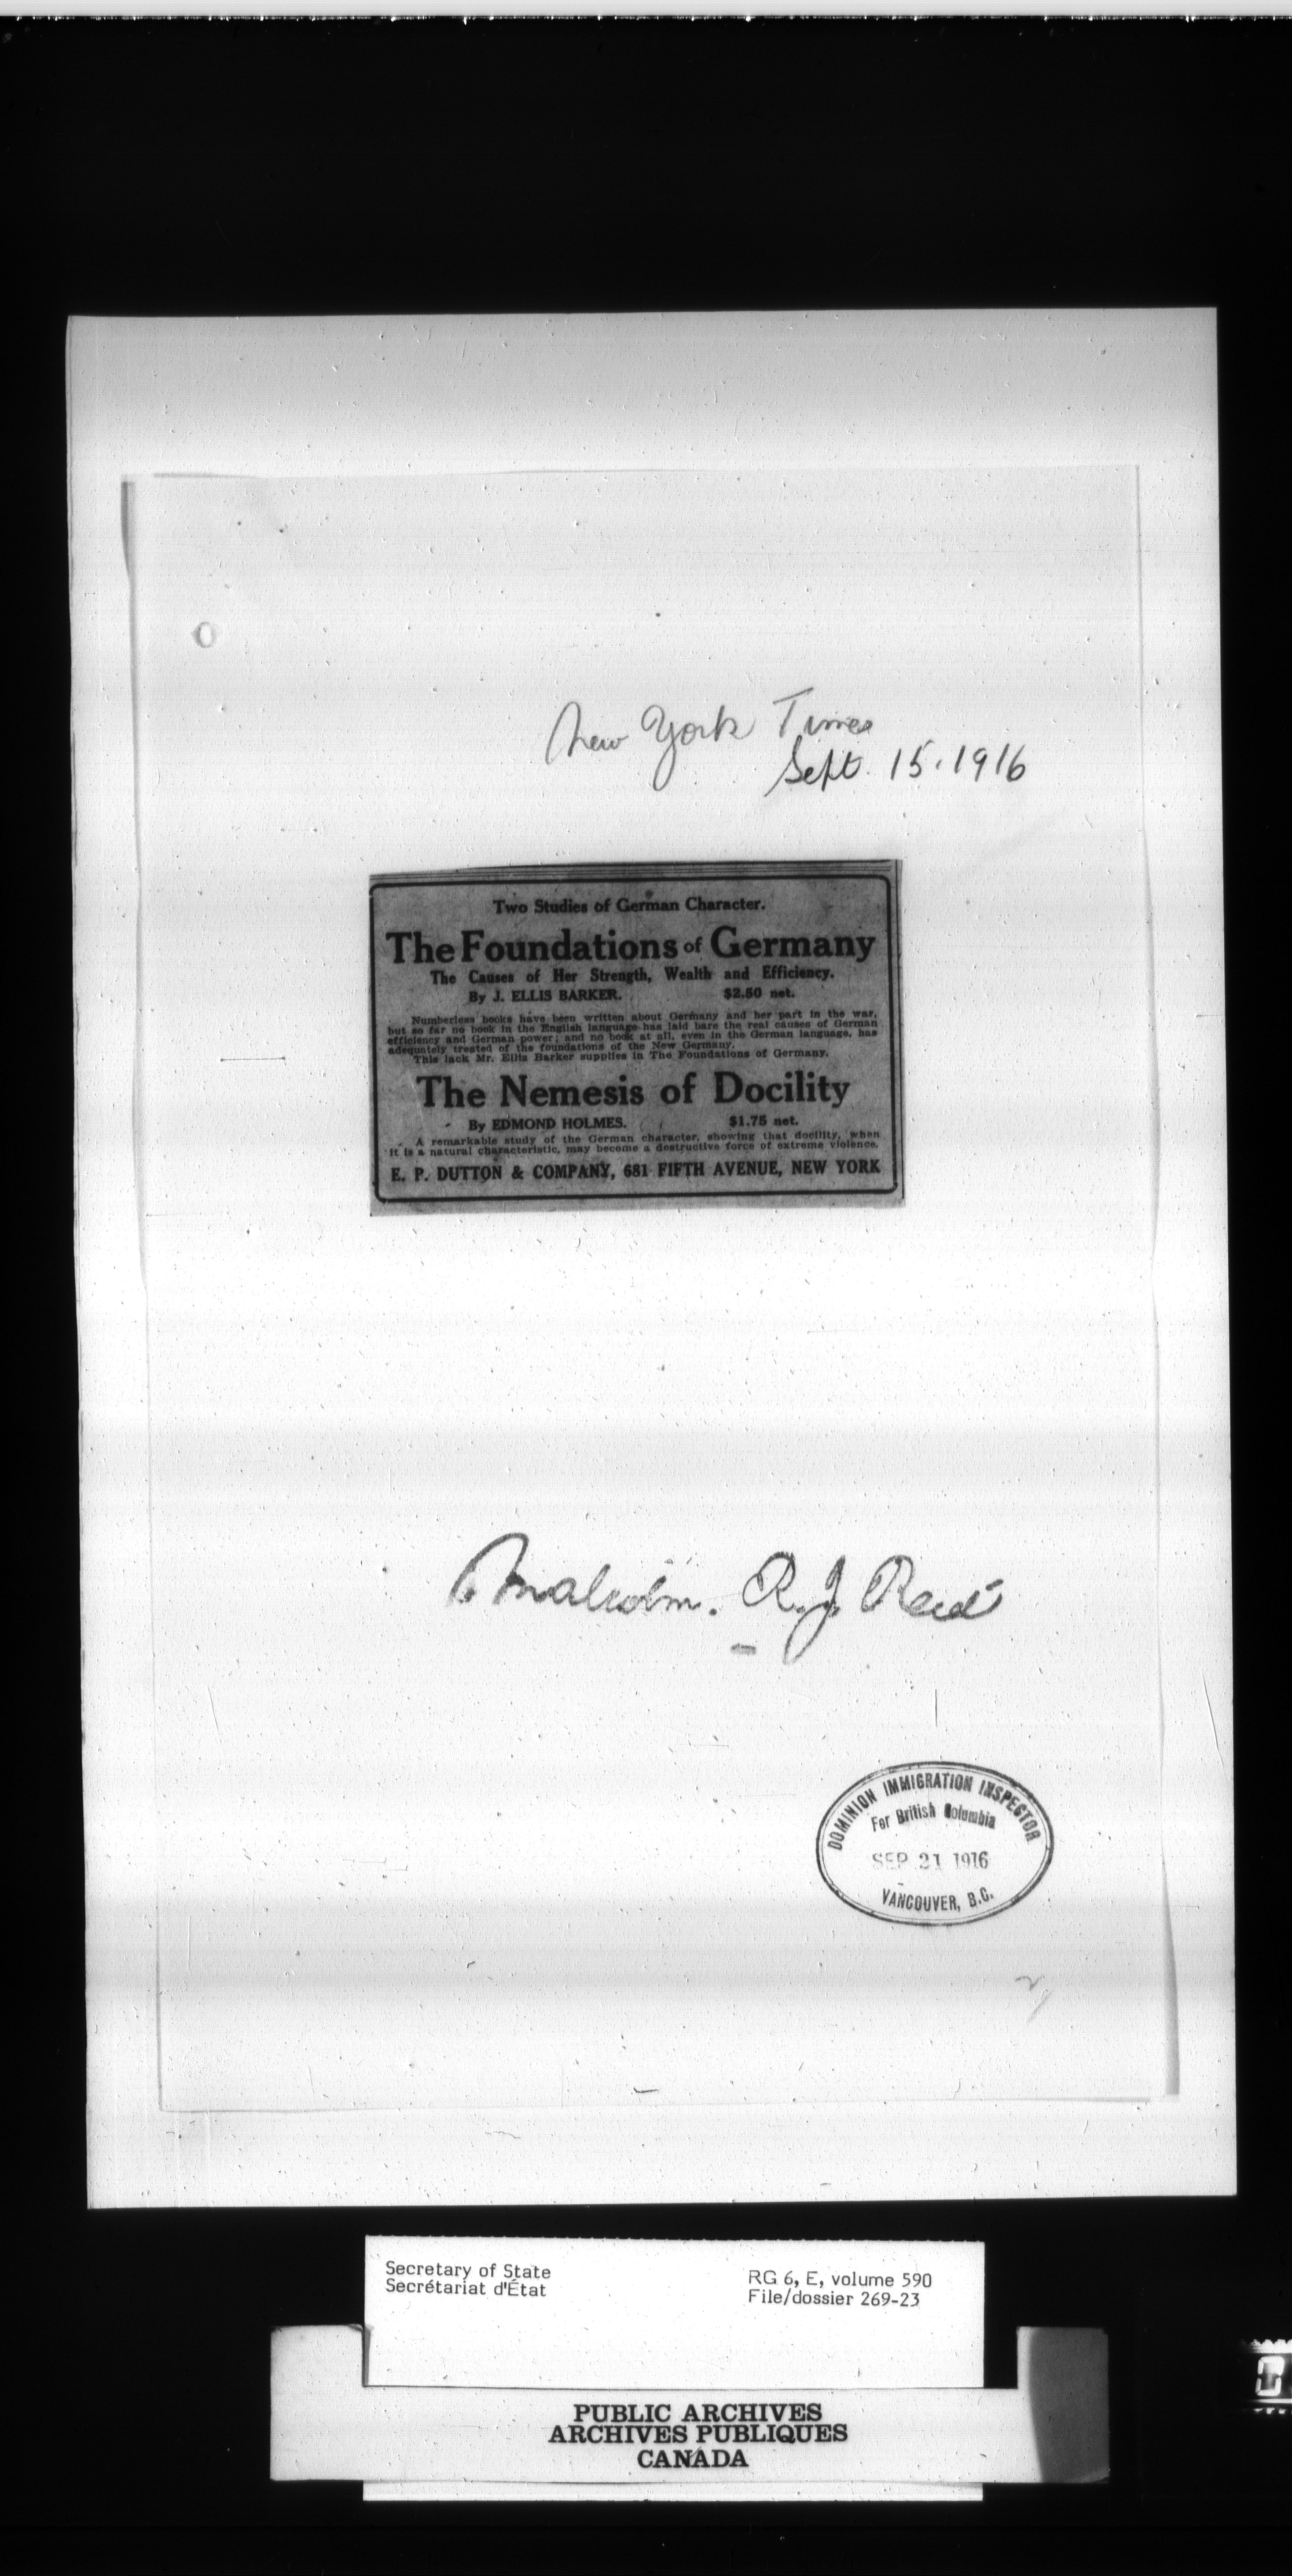 New York Times
Sept. 15. 1916
Two Studies of German Character.
The Foundations of Germany
The Causes of Her Strength, Wealth and Efficiency.
By J. ELLIS BARKER. $2.50 net.
Numberless books have been written about Germany and her part in the war,
but so far no book in the English language has laid bare the real causes of German
efficiency and German power; and no book at all, even in the German language, has
adequately treated of the foundations of the New Germany.
This lack Mr. Ellis Barker supplies in The Foundations of Germany.
The Nemesis of Docility
By EDMOND HOLMES. $1.75 net.
A remarkable study of the German character, showing that docility, when
it is a natural characteristic, may become a destructive force of extreme violence.
E. P. DUTTON & COMPANY, 681 FIFTH AVENUE, NEW YORK
Malcolm. R. J. Reid
DOMINION IMMIGRATION INSPECTOR
For British Columbia
SEP 21 1916
VANCOUVER, B.C.
Secretary of State
Secrétariat d'État
RG 6, E, volume 590
File/dossier 269-23
PUBLIC ARCHIVES
ARCHIVES PUBLIQUES
CANADA